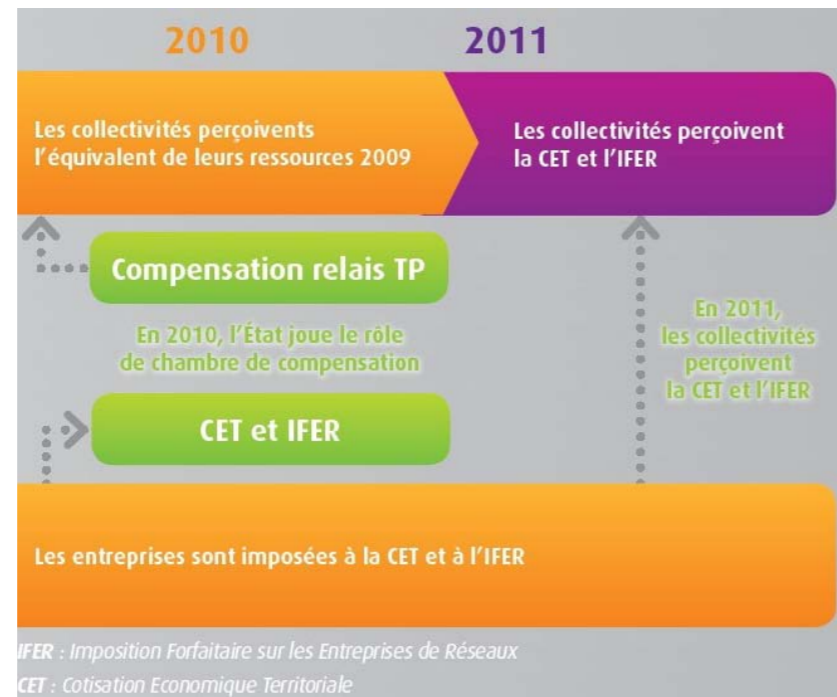 2010
2011
Les collectivités perçoivents
l'équivalent de leurs ressources 2009
Les collectivités perçoivent
la CET et l'IFER
Compensation relais TP
En 2010, l'État joue le rôle
de chambre de compensation
En 2011,
les collectivités
perçoivent
la CET et l'IFER
CET et IFER
Les entreprises sont imposées à la CET et à l'IFER
IFER : Imposition Forfaitaire sur les Entreprises de Réseaux
CET : Cotisation Economique Territoriale